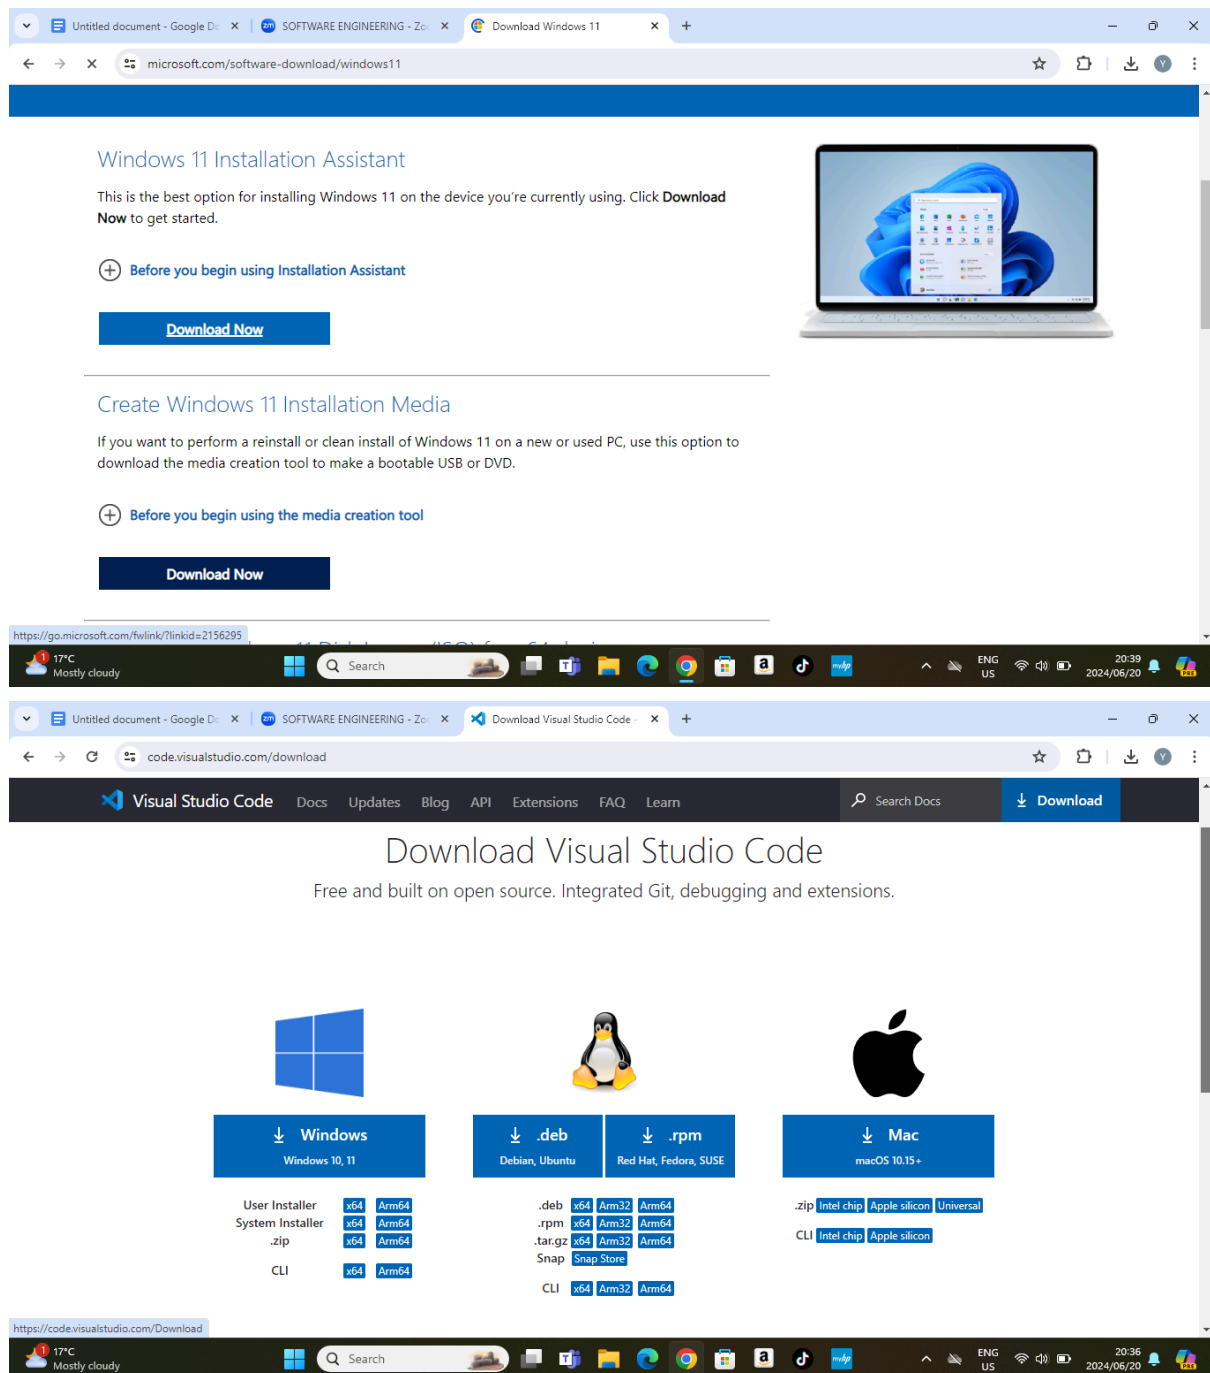 Untitled document - Google Do
SOFTWARE ENGINEERING - Zoo
Download Windows 11
microsoft.com/software-download/windows11
Y
Windows 11 Installation Assistant
This is the best option for installing Windows 11 on the device you're currently using. Click Download
Now to get started.
Before you begin using Installation Assistant
Download Now
Create Windows 11 Installation Media
If you want to perform a reinstall or clean install of Windows 11 on a new or used PC, use this option to
download the media creation tool to make a bootable USB or DVD.
Before you begin using the media creation tool
Download Now
https://go.microsoft.com/fwlink/?linkid=2156295
1
17°C
Mostly cloudy
Search
a
myhp
ENG
US
20:39
2024/06/20
PRE
Untitled document - Google Do
SOFTWARE ENGINEERING - Zoo
Download Visual Studio Code -
code.visualstudio.com/download
Y
Visual Studio Code
Docs
Updates
Blog
API
Extensions
FAQ
Learn
Search Docs
Download
Download Visual Studio Code
Free and built on open source. Integrated Git, debugging and extensions.
Windows
Windows 10, 11
.deb
Debian, Ubuntu
.rpm
Red Hat, Fedora, SUSE
Mac
macOS 10.15+
User Installer x64 Arm64
System Installer x64 Arm64
.zip x64 Arm64
CLI x64 Arm64
.deb x64 Arm32 Arm64
.rpm x64 Arm32 Arm64
.tar.gz x64 Arm32 Arm64
Snap Snap Store
CLI x64 Arm32 Arm64
.zip Intel chip Apple silicon Universal
CLI Intel chip Apple silicon
https://code.visualstudio.com/Download
1
17°C
Mostly cloudy
Search
a
myhp
ENG
US
20:36
2024/06/20